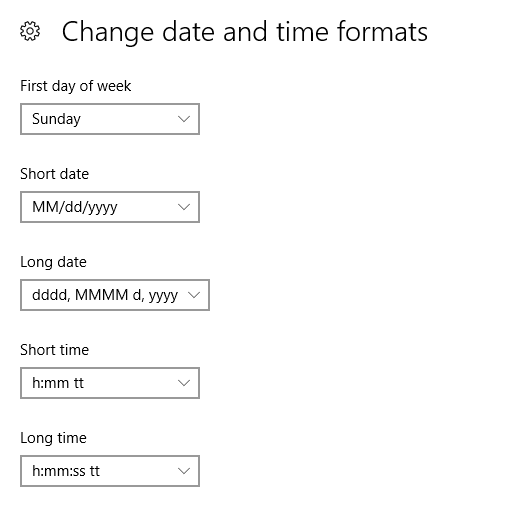 Change date and time formats
First day of week
Sunday
Short date
MM/dd/yyyy
Long date
dddd, MMMM d, yyyy
Short time
h:mm tt
Long time
h:mm:ss tt